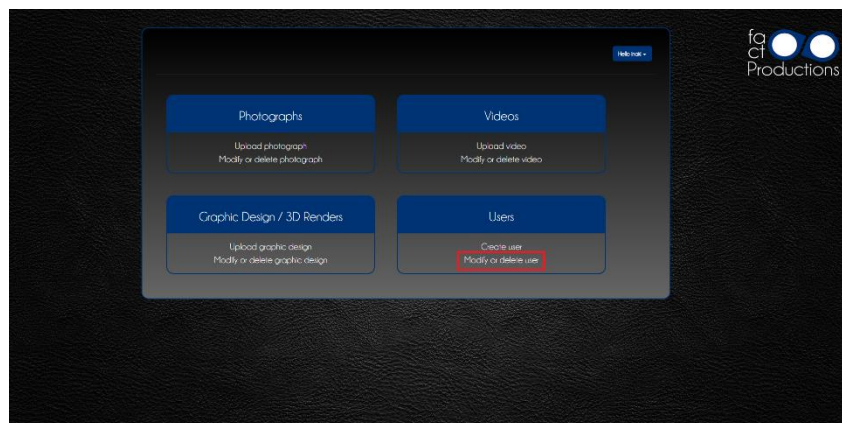 Hello Inaki
fa
ct
Productions
Photographs
Upload photograph
Modify or delete photograph
Videos
Upload video
Modify or delete video
Graphic Design / 3D Renders
Upload graphic design
Modify or delete graphic design
Users
Create user
Modify or delete user